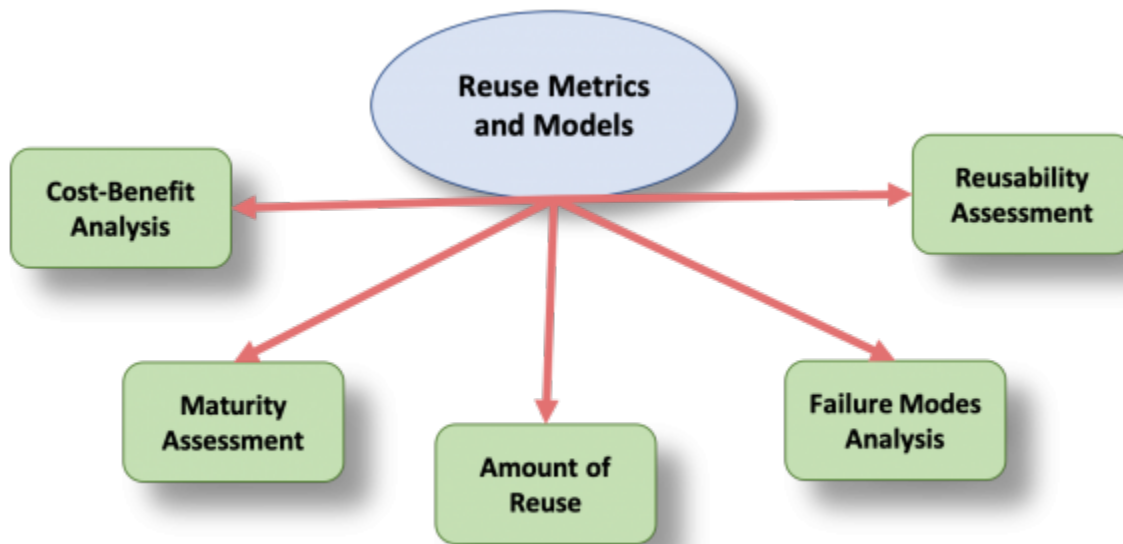 Reuse Metrics
and Models
Cost-Benefit
Analysis
Reusability
Assessment
Maturity
Assessment
Amount of
Reuse
Failure Modes
Analysis